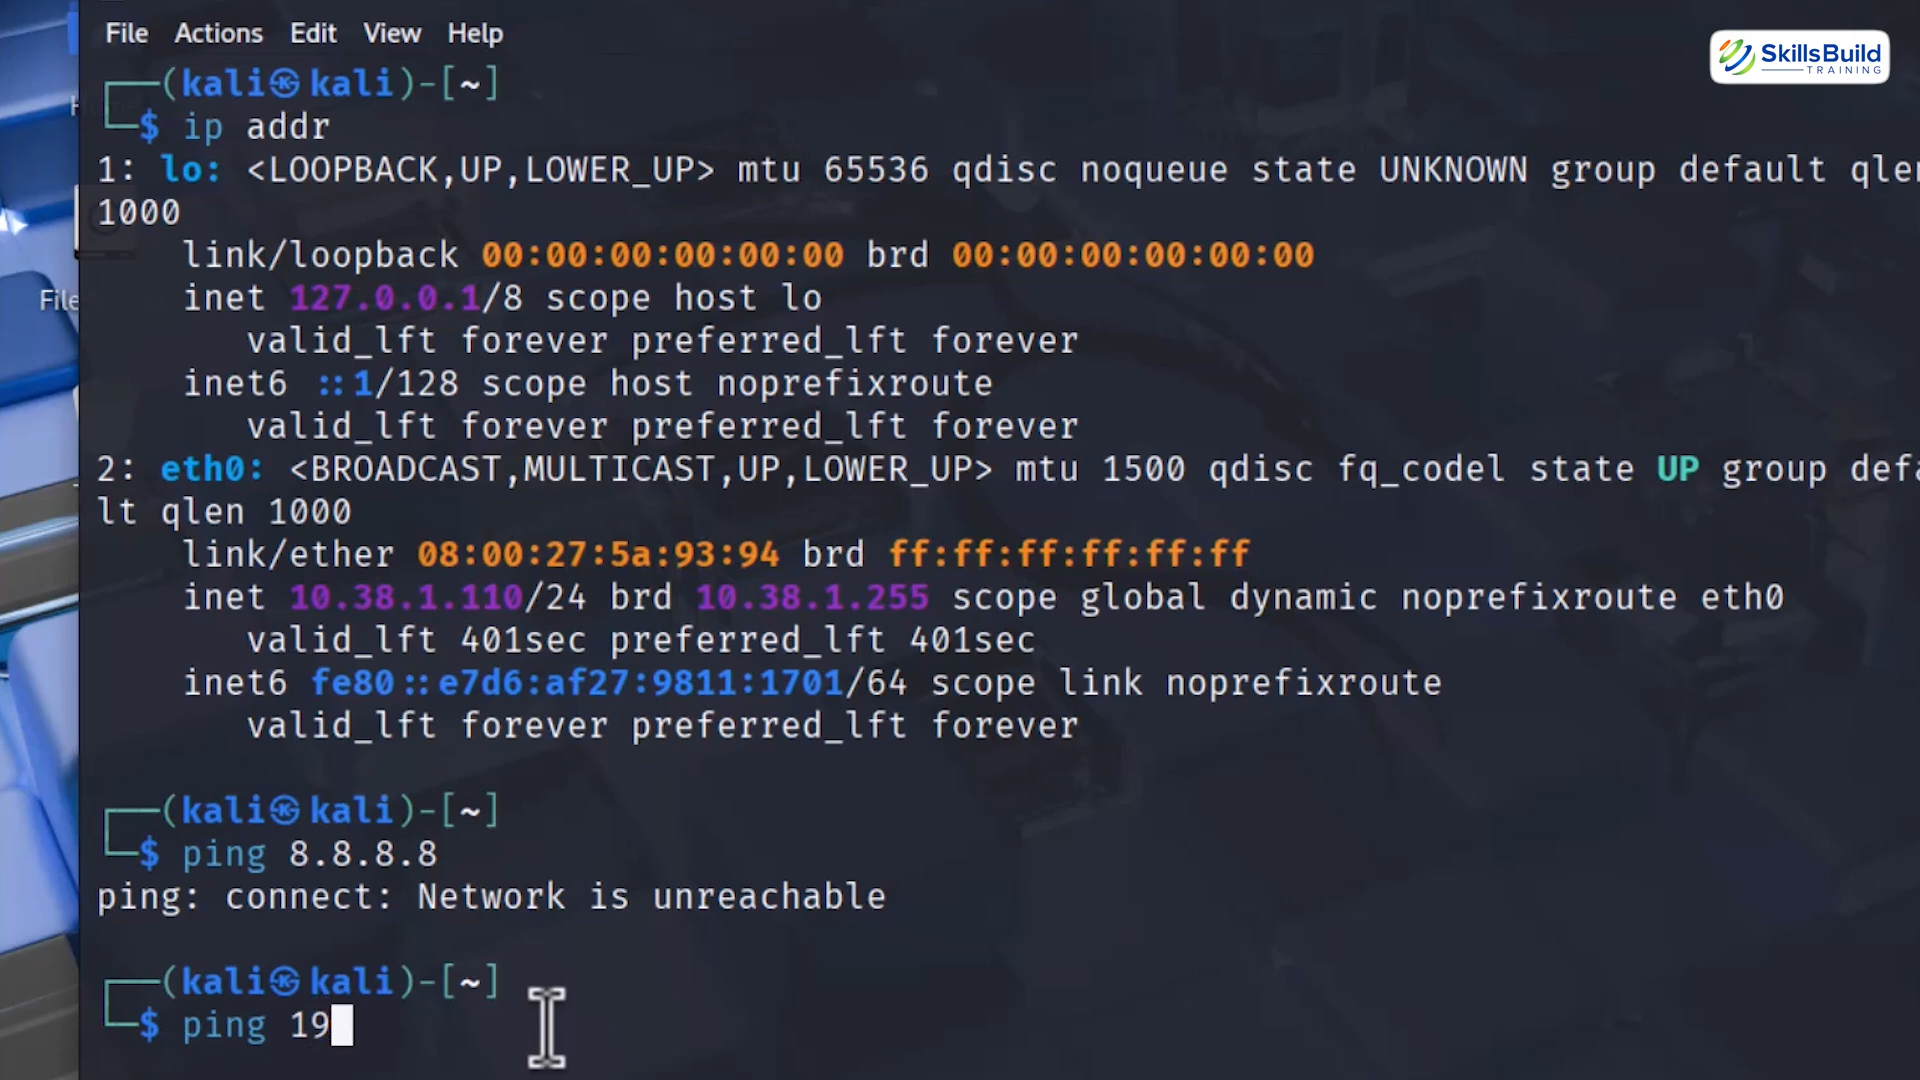 File Actions Edit View Help
SkillsBuild
TRAINING
(kali㉿kali)-[~]
$ ip addr
1: lo: <LOOPBACK,UP,LOWER_UP> mtu 65536 qdisc noqueue state UNKNOWN group default qlen
1000
link/loopback 00:00:00:00:00:00 brd 00:00:00:00:00:00
inet 127.0.0.1/8 scope host lo
valid_lft forever preferred_lft forever
inet6 ::1/128 scope host noprefixroute
valid_lft forever preferred_lft forever
2: eth0: <BROADCAST,MULTICAST,UP,LOWER_UP> mtu 1500 qdisc fq_codel state UP group defa
lt qlen 1000
link/ether 08:00:27:5a:93:94 brd ff:ff:ff:ff:ff:ff
inet 10.38.1.110/24 brd 10.38.1.255 scope global dynamic noprefixroute eth0
valid_lft 401sec preferred_lft 401sec
inet6 fe80::e7d6:af27:9811:1701/64 scope link noprefixroute
valid_lft forever preferred_lft forever
(kali㉿kali)-[~]
$ ping 8.8.8.8
ping: connect: Network is unreachable
(kali㉿kali)-[~]
$ ping 19
File